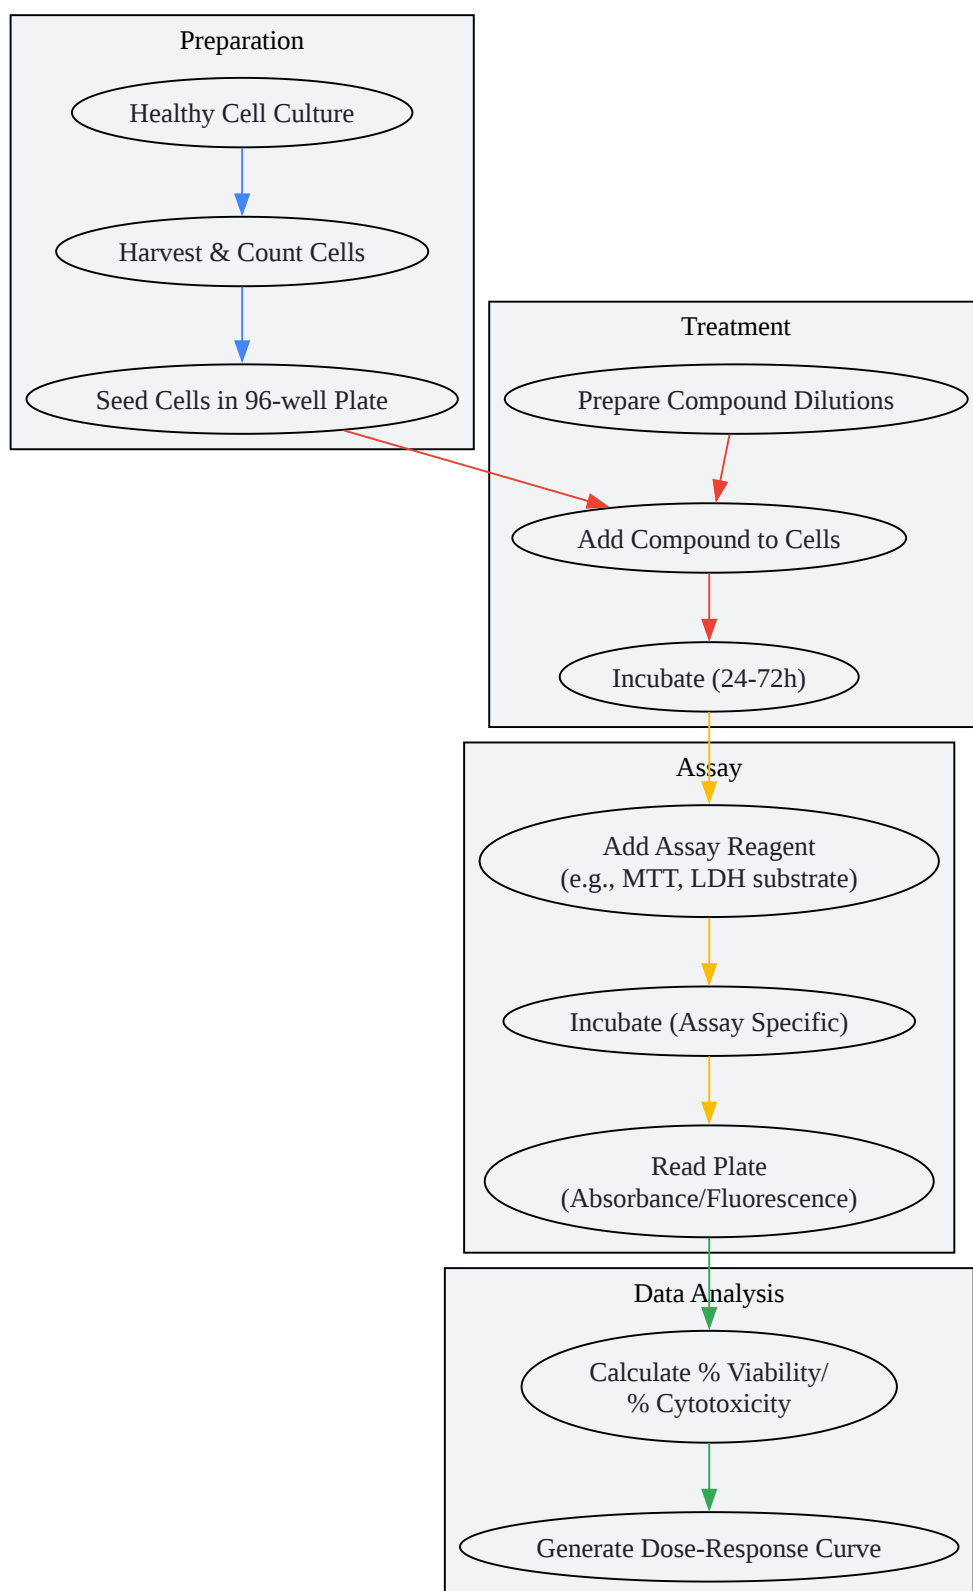 Preparation
Healthy Cell Culture
Harvest & Count Cells
Seed Cells in 96-well Plate
Treatment
Prepare Compound Dilutions
Add Compound to Cells
Incubate (24-72h)
Assay
Add Assay Reagent
(e.g., MTT, LDH substrate)
Incubate (Assay Specific)
Read Plate
(Absorbance/Fluorescence)
Data Analysis
Calculate % Viability/
% Cytotoxicity
Generate Dose-Response Curve